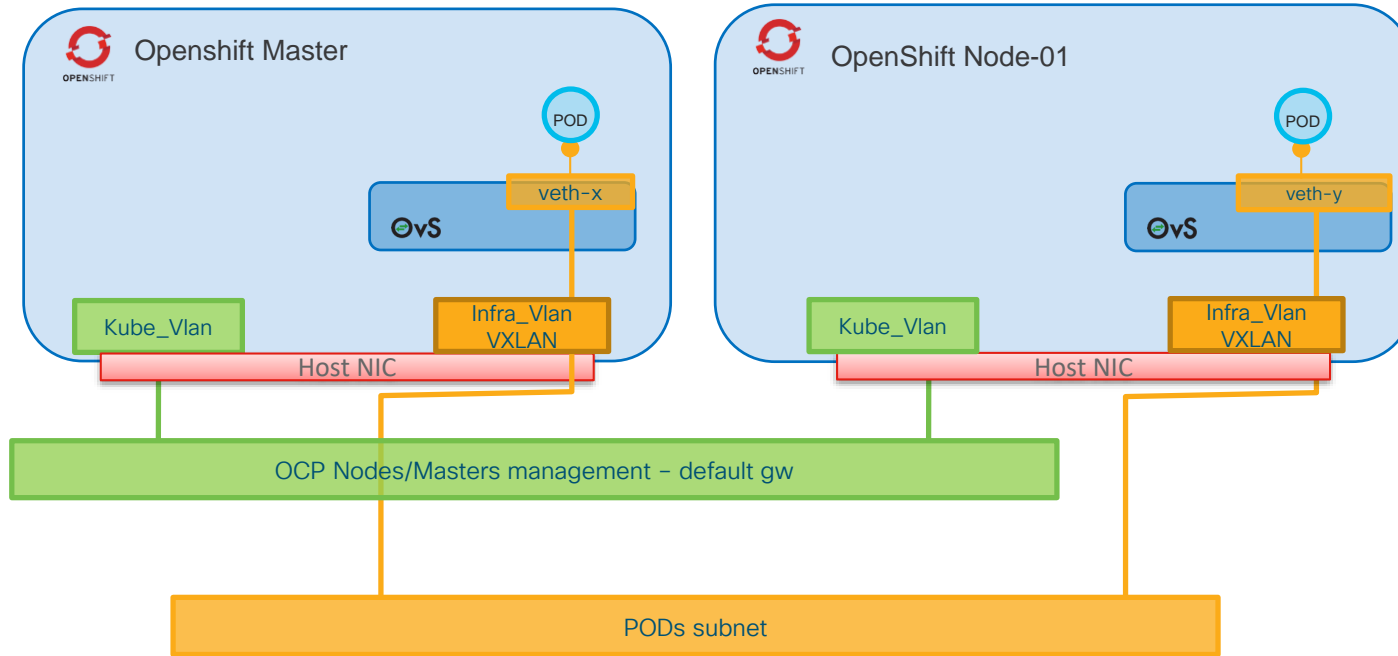 OPENSHIFT
Openshift Master
POD
veth-x
OvS
Kube_Vlan
Infra_Vlan
VXLAN
Host NIC
OPENSHIFT
OpenShift Node-01
POD
veth-y
OvS
Kube_Vlan
Infra_Vlan
VXLAN
Host NIC
OCP Nodes/Masters management – default gw
PODs subnet